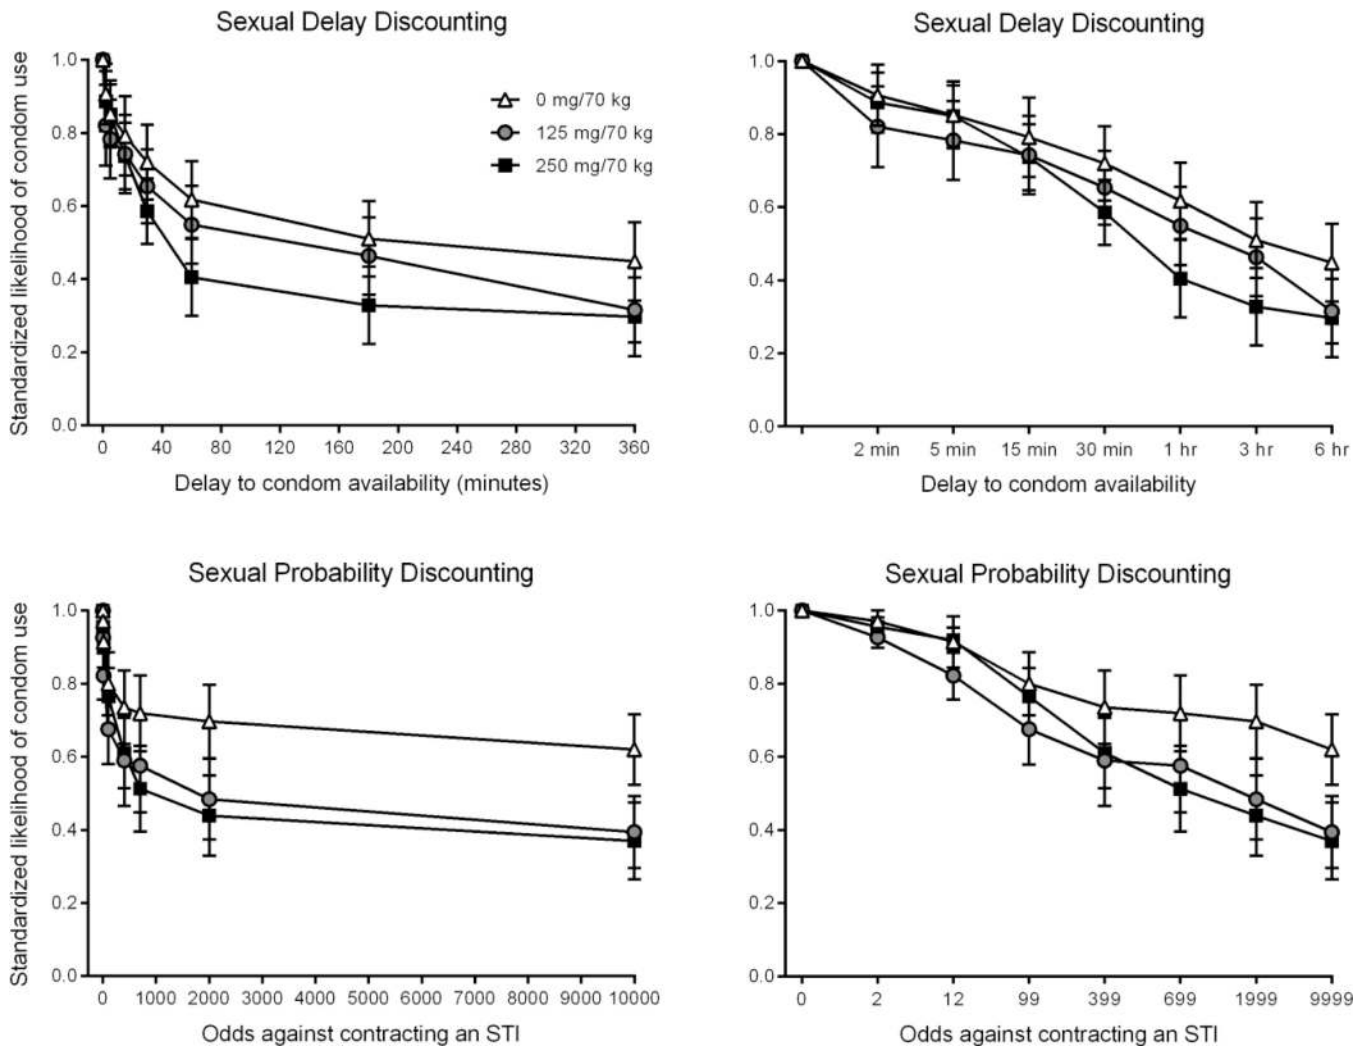 Sexual Delay Discounting
Standardized likelihood of condom use
1.0
0.8
0.6
0.4
0.2
0.0
0 mg/70 kg
125 mg/70 kg
250 mg/70 kg
0 40 80 120 160 200 240 280 320 360
Delay to condom availability (minutes)
Sexual Delay Discounting
1.0
0.8
0.6
0.4
0.2
0.0
2 min 5 min 15 min 30 min 1 hr 3 hr 6 hr
Delay to condom availability
Sexual Probability Discounting
Standardized likelihood of condom use
1.0
0.8
0.6
0.4
0.2
0.0
0 1000 2000 3000 4000 5000 6000 7000 8000 9000 10000
Odds against contracting an STI
Sexual Probability Discounting
1.0
0.8
0.6
0.4
0.2
0.0
0 2 12 99 399 699 1999 9999
Odds against contracting an STI